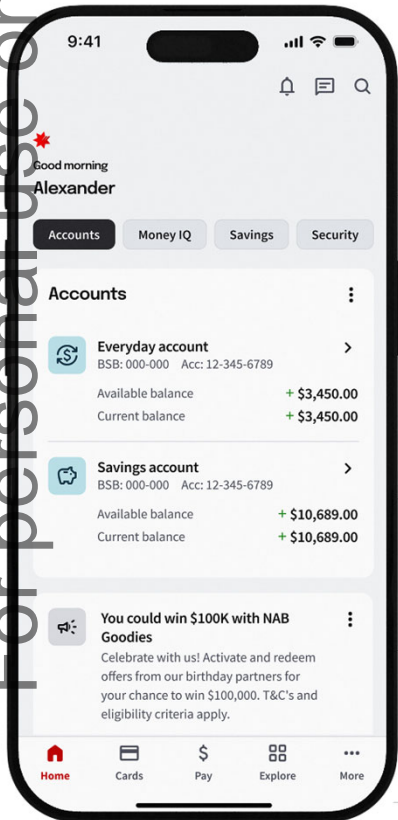 9:41
Good morning
Alexander
Accounts Money IQ Savings Security
Accounts
Everyday account
BSB: 000-000 Acc: 12-345-6789
Available balance + $3,450.00
Current balance + $3,450.00
Savings account
BSB: 000-000 Acc: 12-345-6789
Available balance + $10,689.00
Current balance + $10,689.00
You could win $100K with NAB
Goodies
Celebrate with us! Activate and redeem
offers from our birthday partners for
your chance to win $100,000. T&C's and
eligibility criteria apply.
Home Cards Pay Explore More
For personal use or